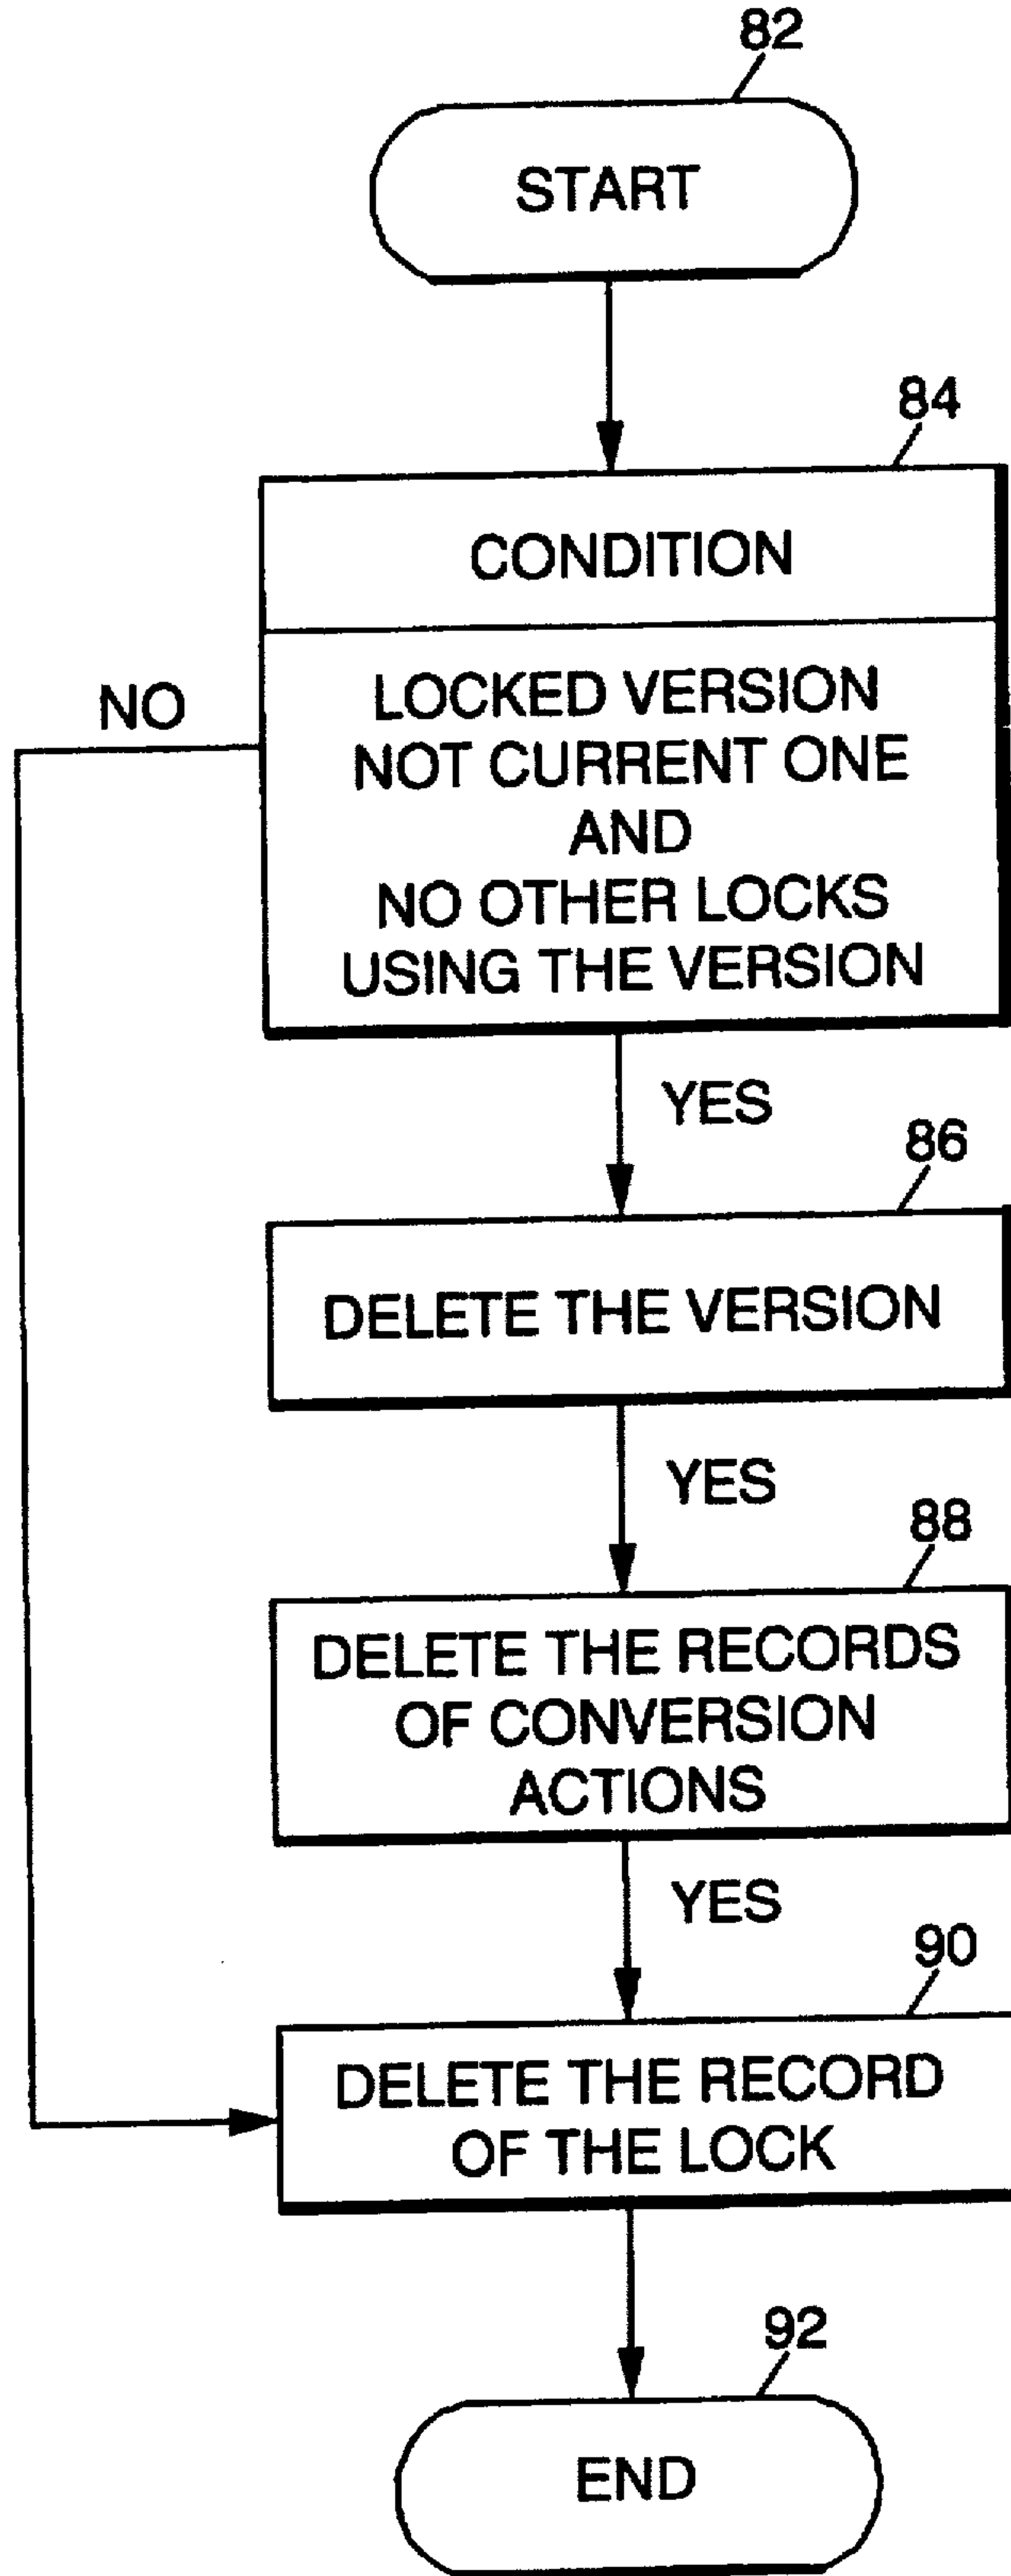 82
START
84
CONDITION
NO
LOCKED VERSION
NOT CURRENT ONE
AND
NO OTHER LOCKS
USING THE VERSION
YES
86
DELETE THE VERSION
YES
88
DELETE THE RECORDS
OF CONVERSION
ACTIONS
YES
90
DELETE THE RECORD
OF THE LOCK
92
END